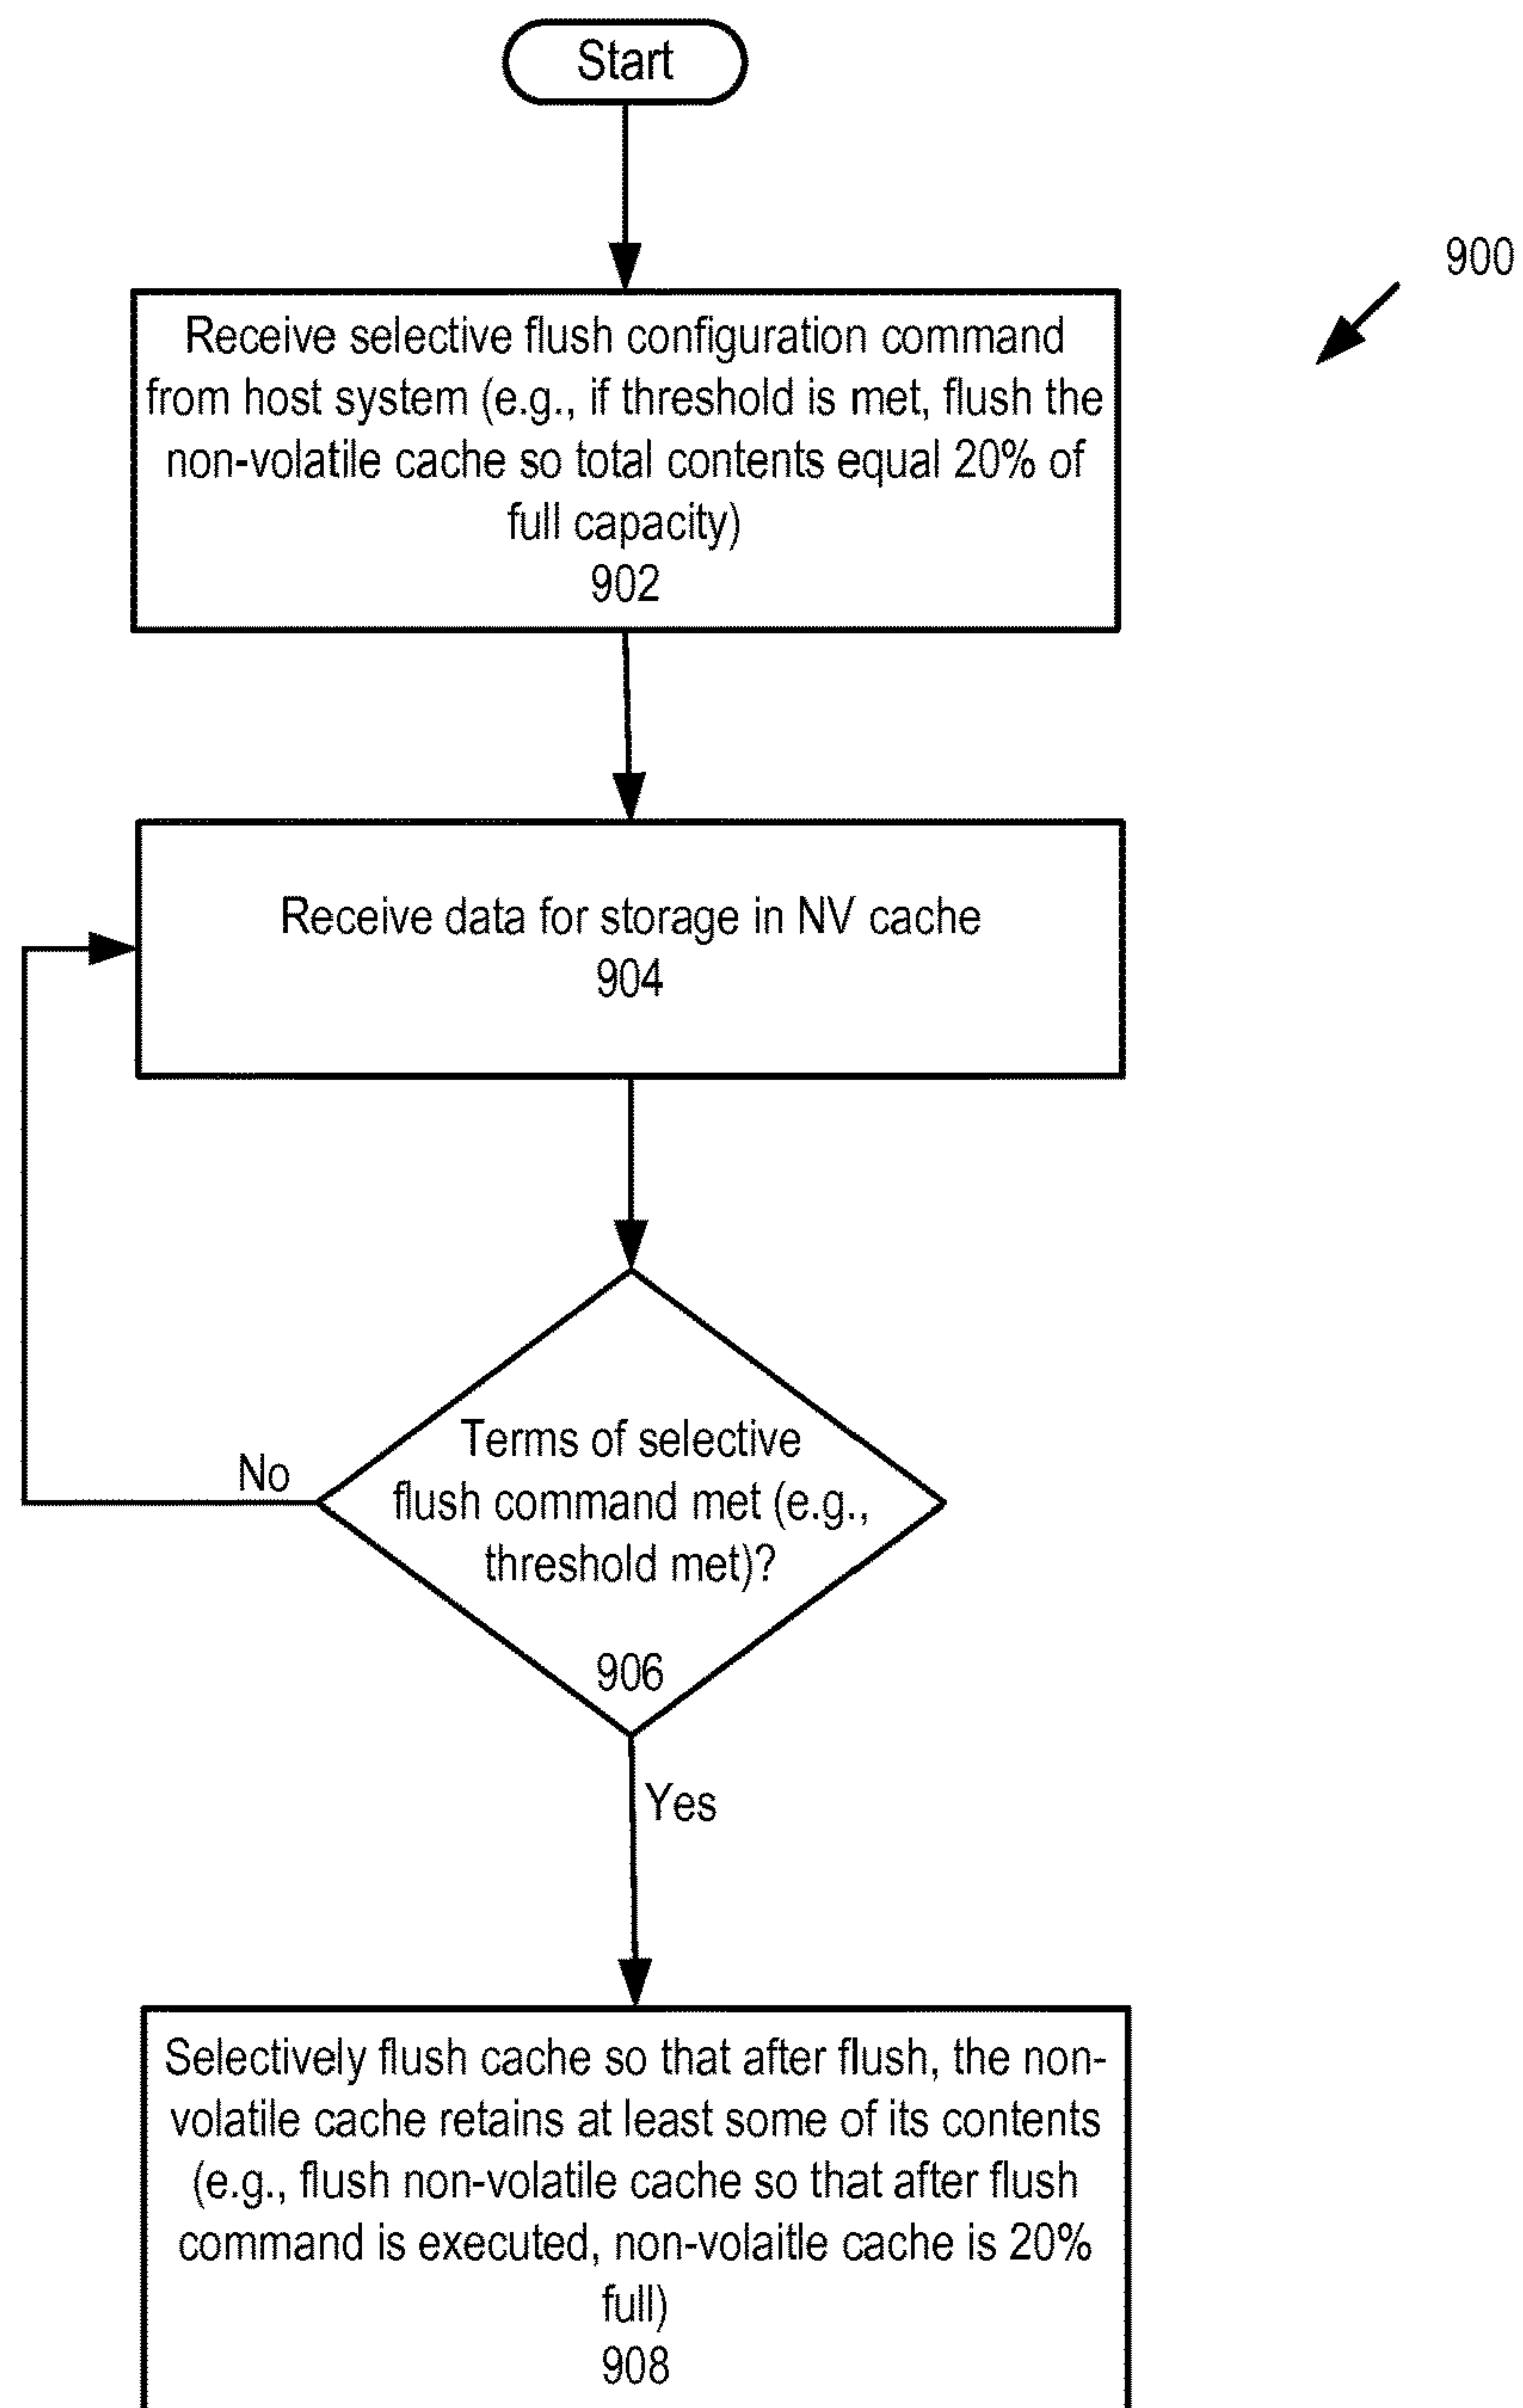 Start
900
Receive selective flush configuration command
from host system (e.g., if threshold is met, flush the
non-volatile cache so total contents equal 20% of
full capacity)
902
Receive data for storage in NV cache
904
Terms of selective
flush command met (e.g.,
threshold met)?
906
No
Yes
Selectively flush cache so that after flush, the non-
volatile cache retains at least some of its contents
(e.g., flush non-volatile cache so that after flush
command is executed, non-volaitle cache is 20%
full)
908